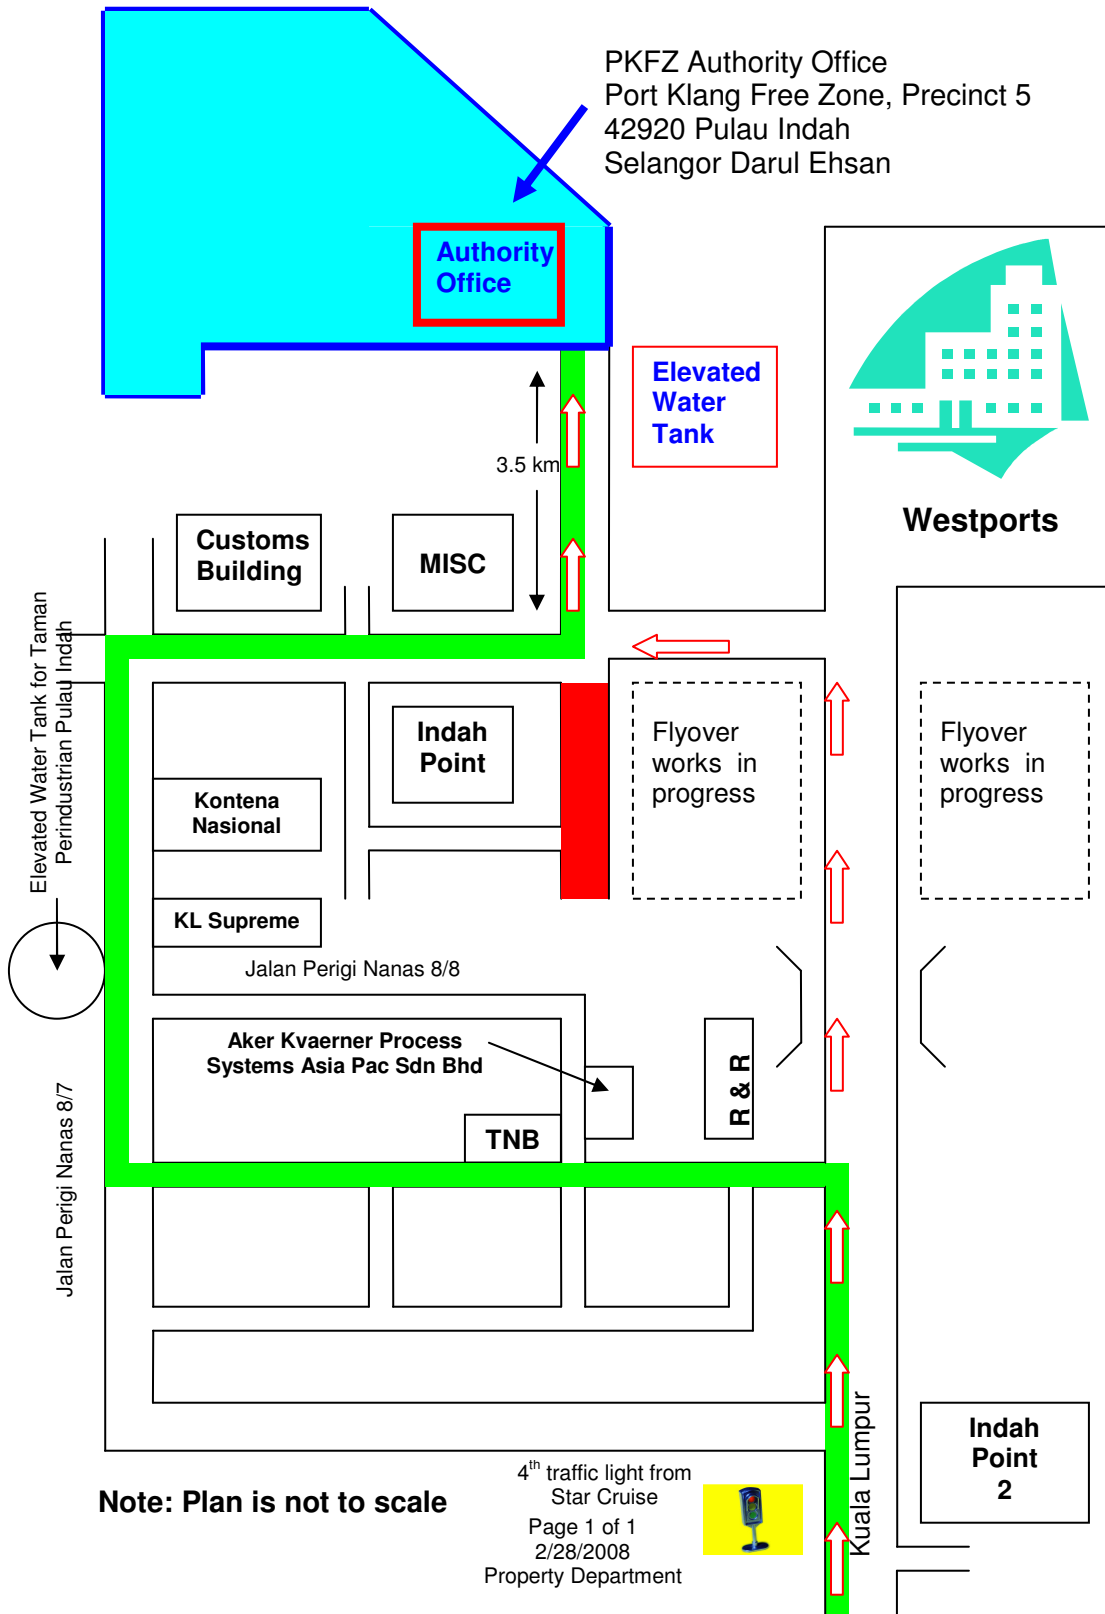 PKFZ Authority Office
Port Klang Free Zone, Precinct 5
42920 Pulau Indah
Selangor Darul Ehsan
Authority
Office
Elevated
Water
Tank
3.5 km
Westports
Customs
Building
MISC
Elevated Water Tank for Taman
Perindustrian Pulau Indah
Indah
Point
Flyover
works in
progress
Flyover
works in
progress
Kontena
Nasional
KL Supreme
Jalan Perigi Nanas 8/8
Aker Kvaerner Process
Systems Asia Pac Sdn Bhd
R & R
TNB
Jalan Perigi Nanas 8/7
Kuala Lumpur
Indah
Point
2
Note: Plan is not to scale
4th traffic light from
Star Cruise
Page 1 of 1
2/28/2008
Property Department